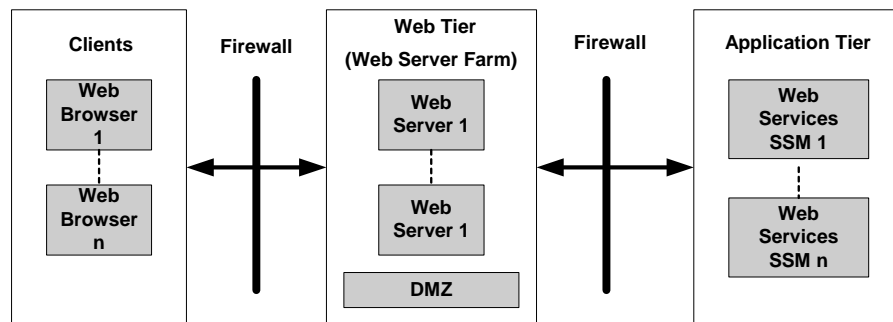 Clients
Web
Browser
1
Web
Browser
n
Firewall
Web Tier
(Web Server Farm)
Web
Server 1
Web
Server 1
DMZ
Firewall
Application Tier
Web
Services
SSM 1
Web
Services
SSM n